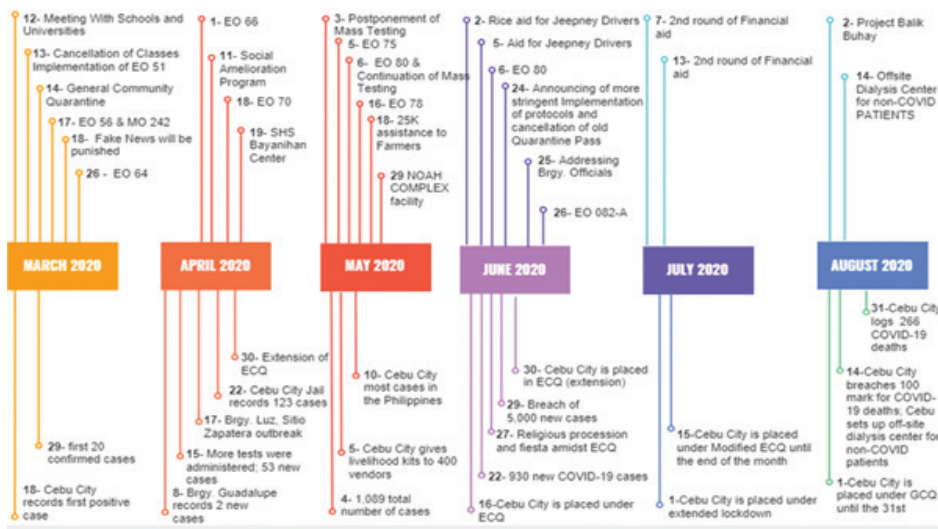 12- Meeting With Schools and
Universities
13- Cancellation of Classes
Implementation of EO 51
14- General Community
Quarantine
17- EO 56 & MO 242
18- Fake News will be
punished
26 - EO 64
1- EO 66
11- Social
Amelioration
Program
18- EO 70
19- SHS
Bayanihan
Center
3- Postponement of
Mass Testing
5- EO 75
6- EO 80 &
Continuation of Mass
Testing
16- EO 78
18- 25K
assistance to
Farmers
29 NOAH
COMPLEX
facility
2- Rice aid for Jeepney Drivers
5- Aid for Jeepney Drivers
6- EO 80
24- Announcing of more
stringent Implementation
of protocols and
cancellation of old
Quarantine Pass
25- Addressing
Brgy. Officials
26- EO 082-A
7- 2nd round of Financial
aid
13- 2nd round of Financial
aid
2- Project Balik
Buhay
14- Offsite
Dialysis Center
for non-COVID
PATIENTS
MARCH 2020
APRIL 2020
MAY 2020
JUNE 2020
JULY 2020
AUGUST 2020
29- first 20
confirmed cases
18- Cebu City
records first positive
case
30- Extension of
ECQ
22- Cebu City Jail
records 123 cases
17- Brgy. Luz, Sitio
Zapatera outbreak
15- More tests were
administered; 53 new
cases
8- Brgy. Guadalupe
records 2 new
cases
10- Cebu City
most cases in
the Philippines
5- Cebu City gives
livelihood kits to 400
vendors
4- 1,089 total
number of cases
30- Cebu City is placed
in ECQ (extension)
29- Breach of
5,000 new cases
27- Religious procession
and fiesta amidst ECQ
22- 930 new COVID-19 cases
16-Cebu City is placed under
ECQ
15-Cebu City is placed
under Modified ECQ until
the end of the month
1-Cebu City is placed under
extended lockdown
31-Cebu City
logs 266
COVID-19
deaths
14-Cebu City
breaches 100
mark for COVID-
19 deaths; Cebu
sets up off-site
dialysis center for
non-COVID
patients
1-Cebu City is
placed under GCQ
until the 31st